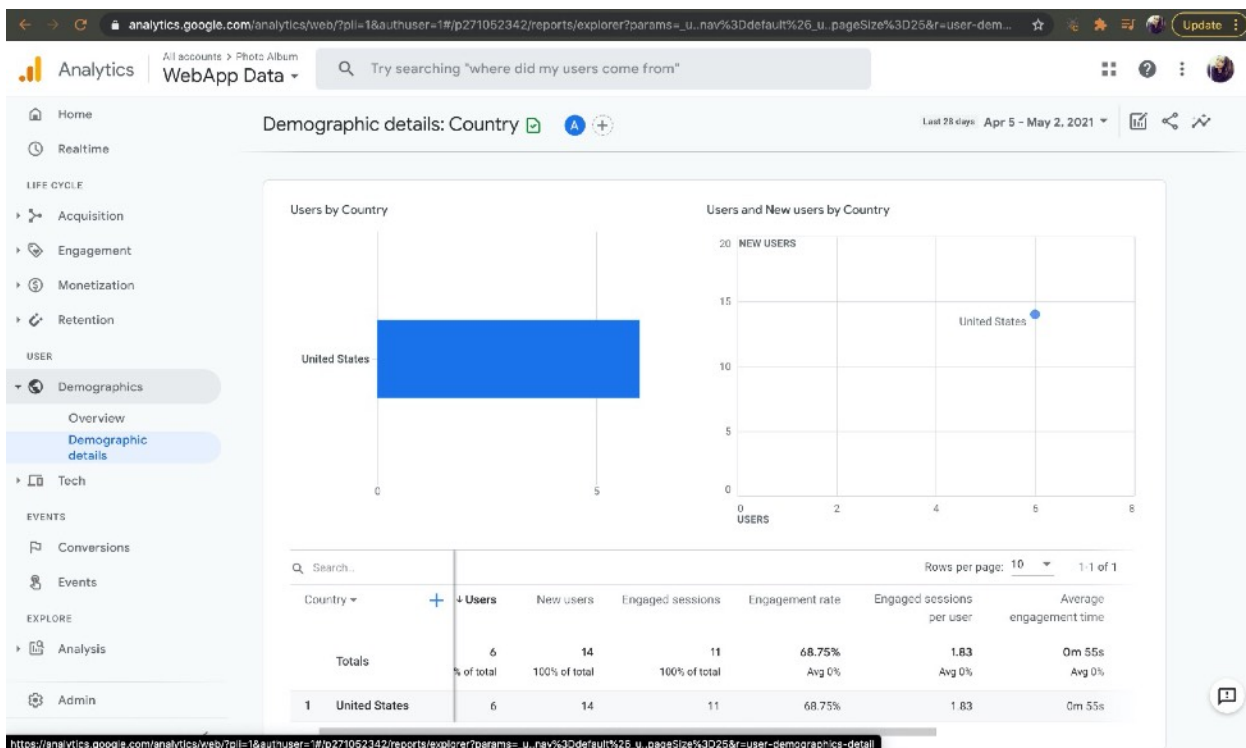 analytics.google.com/analytics/web/?pli=1&authuser=1#/p271052342/reports/explorer?params=_u..nav%3Ddefault%26_u..pageSize%3D25&r=user-dem...
Update
Analytics
All accounts > Photo Album
WebApp Data
Try searching "where did my users come from"
Home
Realtime
LIFE CYCLE
Acquisition
Engagement
Monetization
Retention
USER
Demographics
Overview
Demographic
details
Tech
EVENTS
Conversions
Events
EXPLORE
Analysis
Admin
Demographic details: Country
A
Last 28 days Apr 5 - May 2, 2021
Users by Country
United States
0 5
Users and New users by Country
20 NEW USERS
15
United States
10
5
0
0 2 4 6 8
USERS
Search...
Rows per page: 10 1-1 of 1
Country Users New users Engaged sessions Engagement rate Engaged sessions per user Average engagement time
Totals 6 14 11 68.75% 1.83 0m 55s
% of total 100% of total 100% of total Avg 0% Avg 0% Avg 0%
1 United States 6 14 11 68.75% 1.83 0m 55s
https://analytics.google.com/analytics/web/?pli=1&authuser=1#/p271052342/reports/explorer?params=_u..nav%3Ddefault%26_u..pageSize%3D25&r=user-demographics-detail